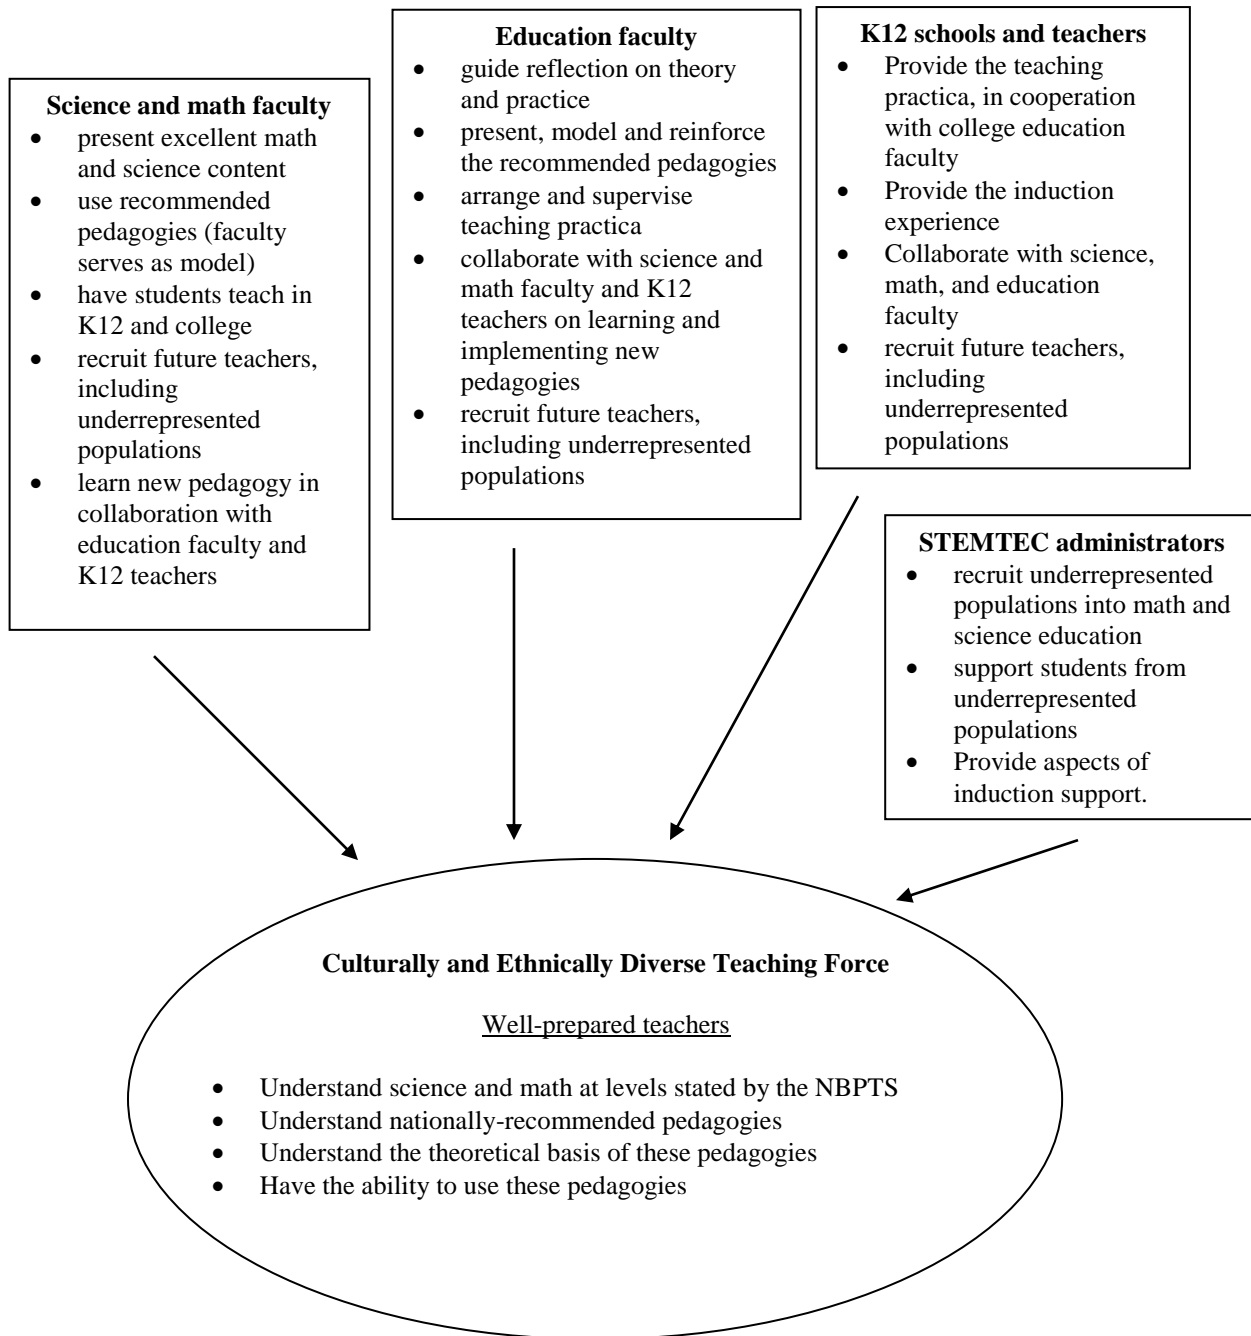 Science and math faculty
• present excellent math
and science content
• use recommended
pedagogies (faculty
serves as model)
• have students teach in
K12 and college
• recruit future teachers,
including
underrepresented
populations
• learn new pedagogy in
collaboration with
education faculty and
K12 teachers
Education faculty
• guide reflection on theory
and practice
• present, model and reinforce
the recommended pedagogies
• arrange and supervise
teaching practica
• collaborate with science and
math faculty and K12
teachers on learning and
implementing new
pedagogies
• recruit future teachers,
including underrepresented
populations
K12 schools and teachers
• Provide the teaching
practica, in cooperation
with college education
faculty
• Provide the induction
experience
• Collaborate with science,
math, and education
faculty
• recruit future teachers,
including
underrepresented
populations
STEMTEC administrators
• recruit underrepresented
populations into math and
science education
• support students from
underrepresented
populations
• Provide aspects of
induction support.
Culturally and Ethnically Diverse Teaching Force
Well-prepared teachers
• Understand science and math at levels stated by the NBPTS
• Understand nationally-recommended pedagogies
• Understand the theoretical basis of these pedagogies
• Have the ability to use these pedagogies